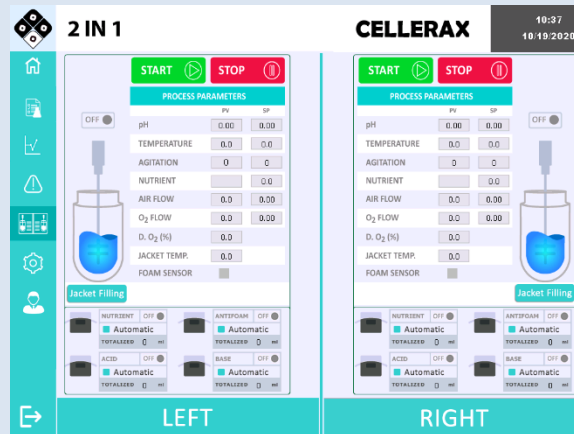 2 IN 1
CELLERAX
10:37
10/19/2020
START STOP
PROCESS PARAMETERS
PV SP
OFF
pH 0.00 0.00
TEMPERATURE 0.0 0.0
AGITATION 0 0
NUTRIENT 0.0
AIR FLOW 0.0 0.00
O2 FLOW 0.0 0.00
D. O2 (%) 0.0
JACKET TEMP. 0.0
FOAM SENSOR
Jacket Filling
NUTRIENT OFF
Automatic
TOTALIZED 0 ml
ANTIFOAM OFF
Automatic
TOTALIZED 0 ml
ACID OFF
Automatic
TOTALIZED 0 ml
BASE OFF
Automatic
TOTALIZED 0 ml
LEFT
START STOP
PROCESS PARAMETERS
PV SP
OFF
pH 0.00 0.00
TEMPERATURE 0.0 0.0
AGITATION 0 0
NUTRIENT 0.0
AIR FLOW 0.0 0.00
O2 FLOW 0.0 0.00
D. O2 (%) 0.0
JACKET TEMP. 0.0
FOAM SENSOR
Jacket Filling
NUTRIENT OFF
Automatic
TOTALIZED 0 ml
ANTIFOAM OFF
Automatic
TOTALIZED 0 ml
ACID OFF
Automatic
TOTALIZED 0 ml
BASE OFF
Automatic
TOTALIZED 0 ml
RIGHT